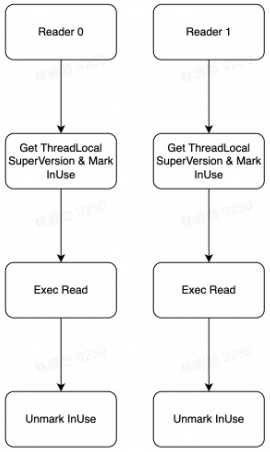 Reader 0
Reader 1
Get ThreadLocal
SuperVersion & Mark
InUse
Get ThreadLocal
SuperVersion & Mark
InUse
Exec Read
Exec Read
Unmark InUse
Unmark InUse